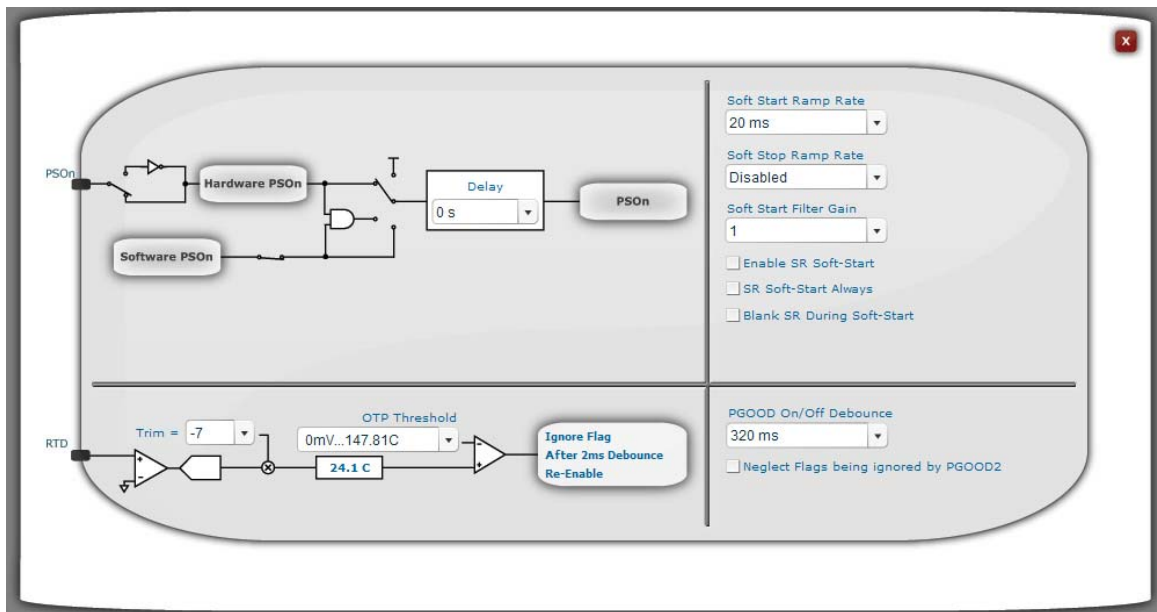 X
PSOn
Hardware PSOn
Software PSOn
Delay
0 s
PSOn
Soft Start Ramp Rate
20 ms
Soft Stop Ramp Rate
Disabled
Soft Start Filter Gain
1
Enable SR Soft-Start
SR Soft-Start Always
Blank SR During Soft-Start
RTD
Trim = -7
OTP Threshold
0mV...147.81C
24.1 C
Ignore Flag
After 2ms Debounce
Re-Enable
PGOOD On/Off Debounce
320 ms
Neglect Flags being ignored by PGOOD2